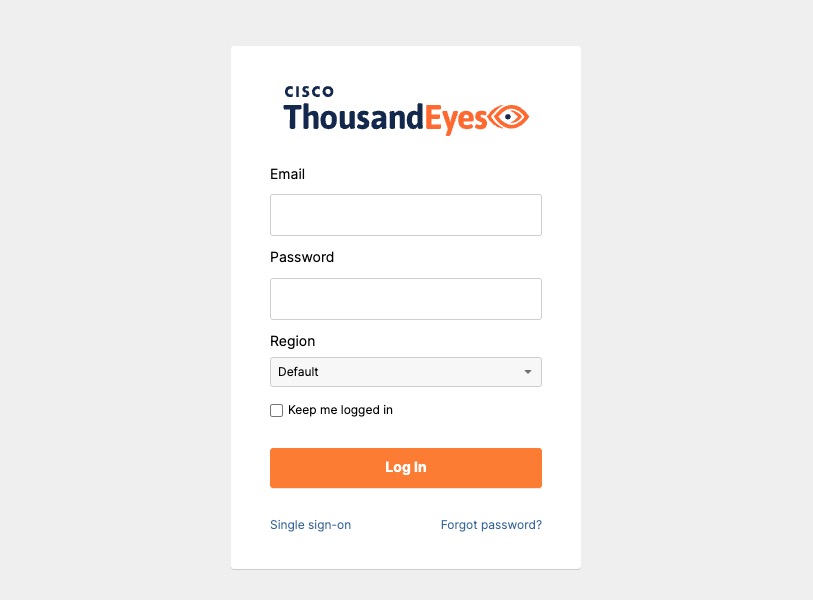 CISCO
ThousandEyes
Email
Password
Region
Default
Keep me logged in
Log In
Single sign-on
Forgot password?